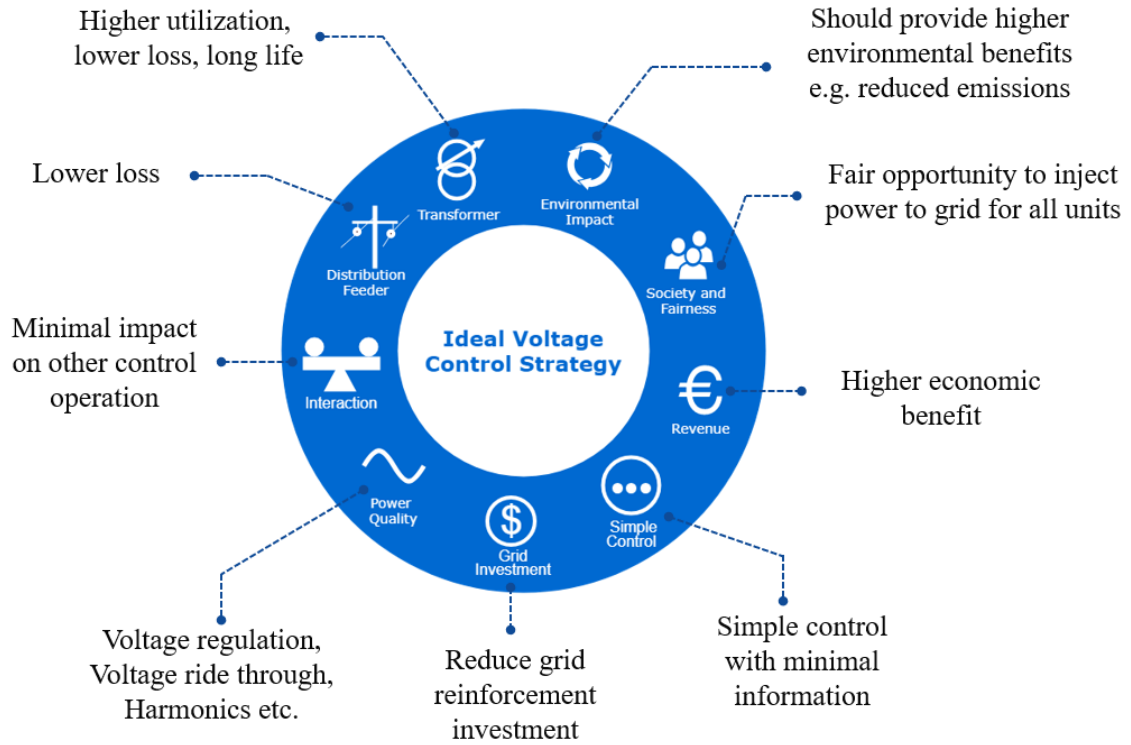 Higher utilization,
lower loss, long life
Should provide higher
environmental benefits
e.g. reduced emissions
Lower loss
Fair opportunity to inject
power to grid for all units
Minimal impact
on other control
operation
Higher economic
benefit
Voltage regulation,
Voltage ride through,
Harmonics etc.
Reduce grid
reinforcement
investment
Simple control
with minimal
information
Ideal Voltage
Control Strategy
Transformer
Environmental
Impact
Society and
Fairness
€
Revenue
Simple
Control
$
Grid
Investment
Power
Quality
Interaction
Distribution
Feeder